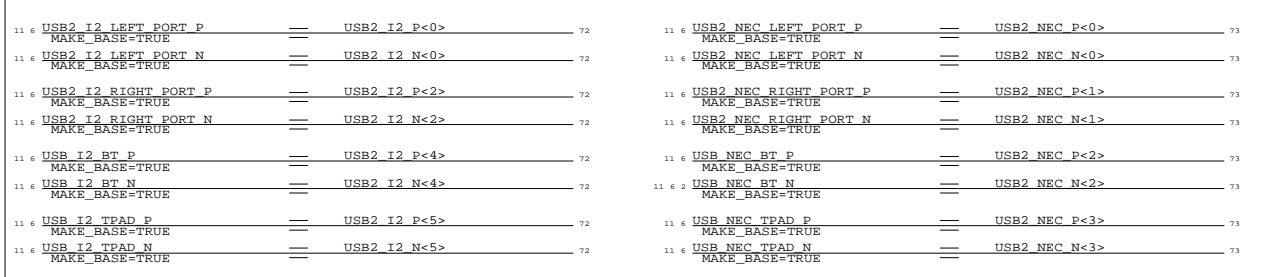 11 6 USB2_I2_LEFT_PORT_P USB2_I2_P<0> 72
MAKE_BASE=TRUE
11 6 USB2_I2_LEFT_PORT_N USB2_I2_N<0> 72
MAKE_BASE=TRUE
11 6 USB2_I2_RIGHT_PORT_P USB2_I2_P<2> 72
MAKE_BASE=TRUE
11 6 USB2_I2_RIGHT_PORT_N USB2_I2_N<2> 72
MAKE_BASE=TRUE
11 6 USB_I2_BT_P USB2_I2_P<4> 72
MAKE_BASE=TRUE
11 6 USB_I2_BT_N USB2_I2_N<4> 72
MAKE_BASE=TRUE
11 6 USB_I2_TPAD_P USB2_I2_P<5> 72
MAKE_BASE=TRUE
11 6 USB_I2_TPAD_N USB2_I2_N<5> 72
MAKE_BASE=TRUE
11 6 USB2_NEC_LEFT_PORT_P USB2_NEC_P<0> 73
MAKE_BASE=TRUE
11 6 USB2_NEC_LEFT_PORT_N USB2_NEC_N<0> 73
MAKE_BASE=TRUE
11 6 USB2_NEC_RIGHT_PORT_P USB2_NEC_P<1> 73
MAKE_BASE=TRUE
11 6 USB2_NEC_RIGHT_PORT_N USB2_NEC_N<1> 73
MAKE_BASE=TRUE
11 6 USB_NEC_BT_P USB2_NEC_P<2> 73
MAKE_BASE=TRUE
11 6 2 USB_NEC_BT_N USB2_NEC_N<2> 73
MAKE_BASE=TRUE
11 6 USB_NEC_TPAD_P USB2_NEC_P<3> 73
MAKE_BASE=TRUE
11 6 USB_NEC_TPAD_N USB2_NEC_N<3> 73
MAKE_BASE=TRUE